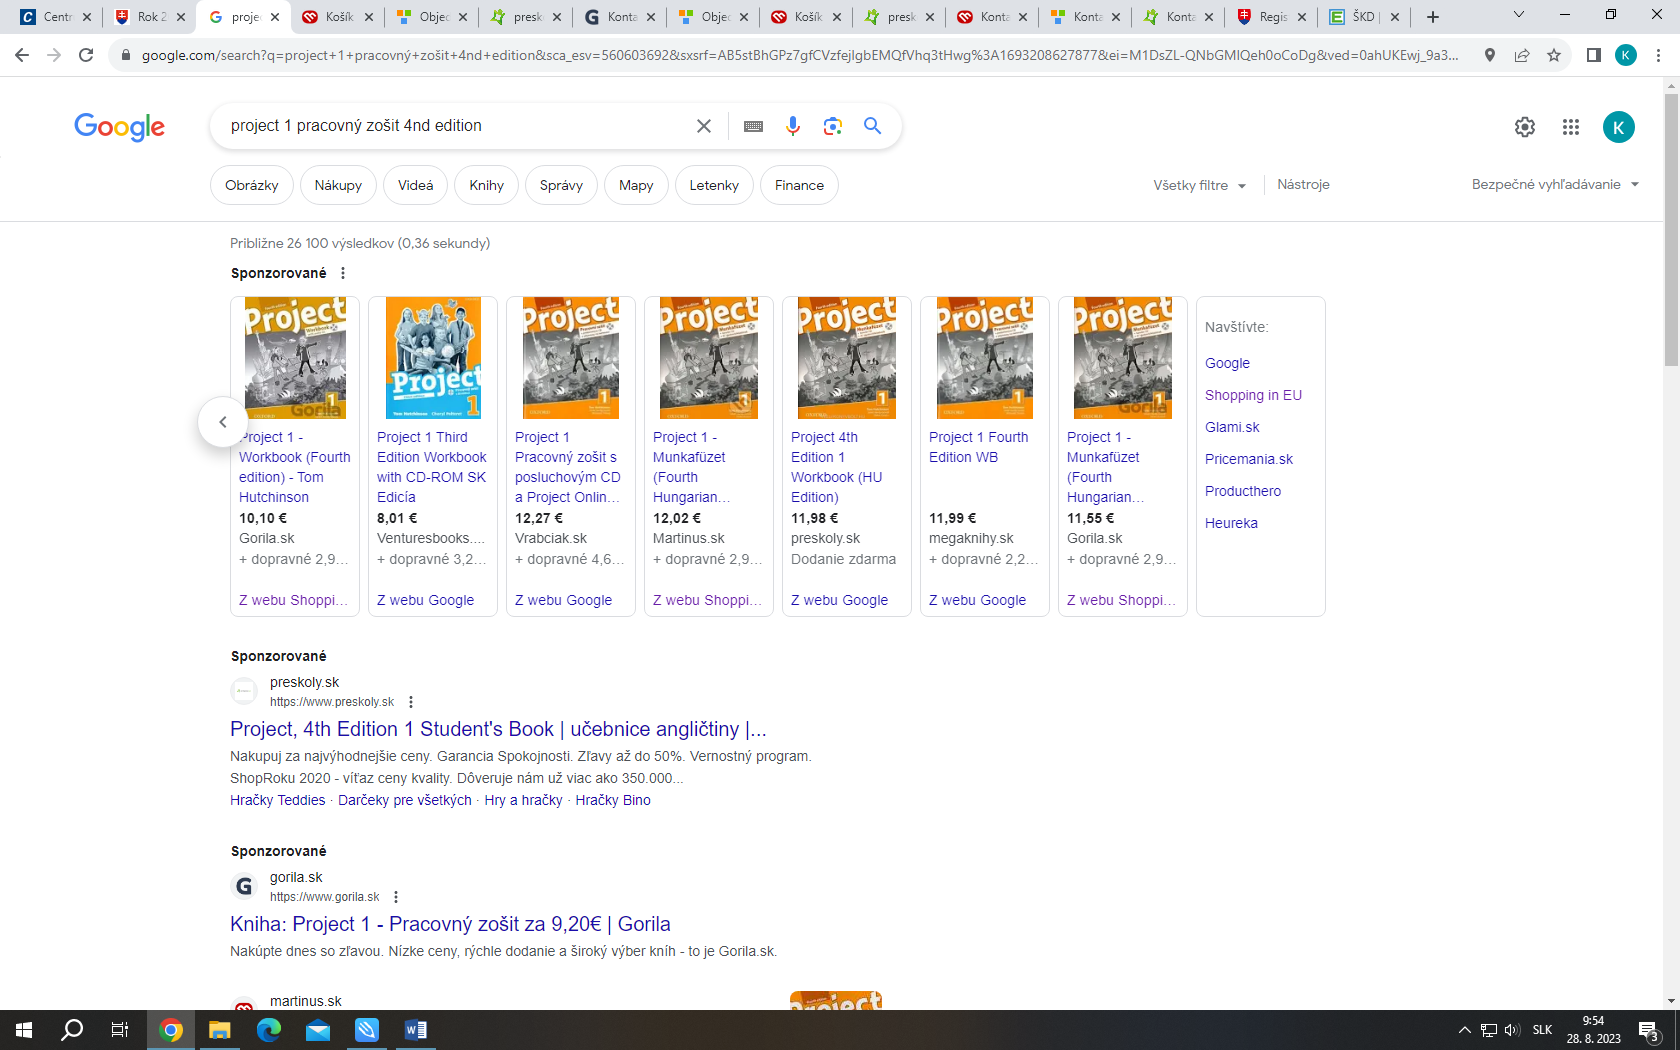 Centr
Rok 2
projec
Košík
Objec
presk
Konta
Objec
Košík
presk
Konta
Konta
Konta
Regis
ŠKD |
google.com/search?q=project+1+pracovný+zošit+4nd+edition&sca_esv=560603692&sxsrf=AB5stBhGPz7gfCVzfejlgbEMQfVhq3tHwg%3A1693208627877&ei=M1DsZL-QNbGMlQeh0oCoDg&ved=0ahUKEwj_9a3...
K
Google
project 1 pracovný zošit 4nd edition
K
Obrázky
Nákupy
Videá
Knihy
Správy
Mapy
Letenky
Finance
Všetky filtre
Nástroje
Bezpečné vyhľadávanie
Približne 26 100 výsledkov (0,36 sekundy)
Sponzorované
Project 1 -
Workbook (Fourth
edition) - Tom
Hutchinson
10,10 €
Gorila.sk
+ dopravné 2,9...
Z webu Shoppi...
Project 1 Third
Edition Workbook
with CD-ROM SK
Edicía
8,01 €
Venturesbooks....
+ dopravné 3,2...
Z webu Google
Project 1
Pracovný zošit s
posluchovým CD
a Project Onlin...
12,27 €
Vrabciak.sk
+ dopravné 4,6...
Z webu Google
Project 1 -
Munkafüzet
(Fourth
Hungarian...
12,02 €
Martinus.sk
+ dopravné 2,9...
Z webu Shoppi...
Project 4th
Edition 1
Workbook (HU
Edition)
11,98 €
preskoly.sk
Dodanie zdarma
Z webu Google
Project 1 Fourth
Edition WB
11,99 €
megaknihy.sk
+ dopravné 2,2...
Z webu Google
Project 1 -
Munkafüzet
(Fourth
Hungarian...
11,55 €
Gorila.sk
+ dopravné 2,9...
Z webu Shoppi...
Navštívte:
Google
Shopping in EU
Glami.sk
Pricemania.sk
Producthero
Heureka
Sponzorované
preskoly.sk
https://www.preskoly.sk
Project, 4th Edition 1 Student's Book | učebnice angličtiny |...
Nakupuj za najvýhodnejšie ceny. Garancia Spokojnosti. Zľavy až do 50%. Vernostný program.
ShopRoku 2020 - víťaz ceny kvality. Dôveruje nám už viac ako 350.000...
Hračky Teddies · Darčeky pre všetkých · Hry a hračky · Hračky Bino
Sponzorované
gorila.sk
https://www.gorila.sk
Kniha: Project 1 - Pracovný zošit za 9,20€ | Gorila
Nakúpte dnes so zľavou. Nízke ceny, rýchle dodanie a široký výber kníh - to je Gorila.sk.
martinus.sk
SLK
9:54
28. 8. 2023
3